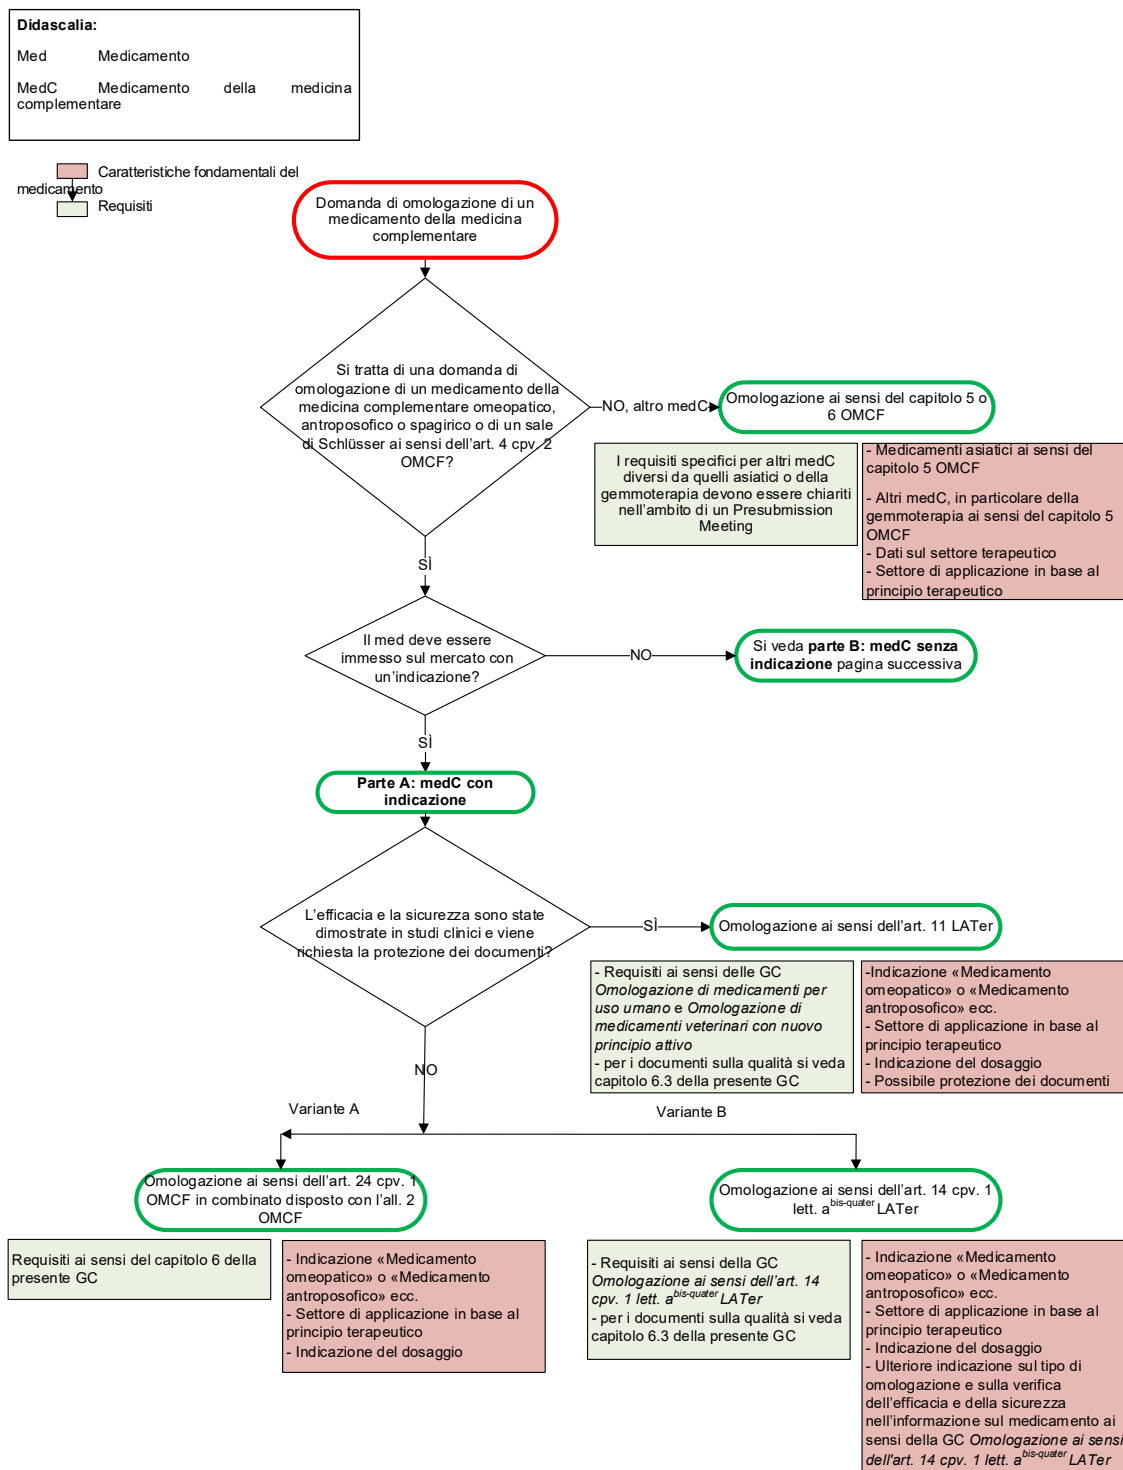 Didascalia:
Med Medicamento
MedC Medicamento della medicina
complementare
Caratteristiche fondamentali del
medicamento
Requisiti
Domanda di omologazione di un
medicamento della medicina
complementare
Si tratta di una domanda di
omologazione di un medicamento della
medicina complementare omeopatico,
antroposofico o spagirico o di un sale
di Schlüsser ai sensi dell'art. 4 cpv. 2
OMCF?
NO, altro medC
Omologazione ai sensi del capitolo 5 o
6 OMCF
I requisiti specifici per altri medC
diversi da quelli asiatici o della
gemmoterapia devono essere chiariti
nell'ambito di un Presubmission
Meeting
- Medicamenti asiatici ai sensi del
capitolo 5 OMCF
- Altri medC, in particolare della
gemmoterapia ai sensi del capitolo 5
OMCF
- Dati sul settore terapeutico
- Settore di applicazione in base al
principio terapeutico
SÌ
Il med deve essere
immesso sul mercato con
un'indicazione?
NO
Si veda parte B: medC senza
indicazione pagina successiva
SÌ
Parte A: medC con
indicazione
L'efficacia e la sicurezza sono state
dimostrate in studi clinici e viene
richiesta la protezione dei documenti?
SÌ
Omologazione ai sensi dell'art. 11 LATer
- Requisiti ai sensi delle GC
Omologazione di medicamenti per
uso umano e Omologazione di
medicamenti veterinari con nuovo
principio attivo
- per i documenti sulla qualità si veda
capitolo 6.3 della presente GC
-Indicazione «Medicamento
omeopatico» o «Medicamento
antroposofico» ecc.
- Settore di applicazione in base al
principio terapeutico
- Indicazione del dosaggio
- Possibile protezione dei documenti
NO
Variante A
Variante B
Omologazione ai sensi dell'art. 24 cpv. 1
OMCF in combinato disposto con l'all. 2
OMCF
Omologazione ai sensi dell'art. 14 cpv. 1
lett. a^bis-quater LATer
Requisiti ai sensi del capitolo 6 della
presente GC
- Indicazione «Medicamento
omeopatico» o «Medicamento
antroposofico» ecc.
- Settore di applicazione in base al
principio terapeutico
- Indicazione del dosaggio
- Requisiti ai sensi della GC
Omologazione ai sensi dell'art. 14
cpv. 1 lett. a^bis-quater LATer
- per i documenti sulla qualità si veda
capitolo 6.3 della presente GC
- Indicazione «Medicamento
omeopatico» o «Medicamento
antroposofico» ecc.
- Settore di applicazione in base al
principio terapeutico
- Indicazione del dosaggio
- Ulteriore indicazione sul tipo di
omologazione e sulla verifica
dell'efficacia e della sicurezza
nell'informazione sul medicamento ai
sensi della GC Omologazione ai sensi
dell'art. 14 cpv. 1 lett. a^bis-quater LATer